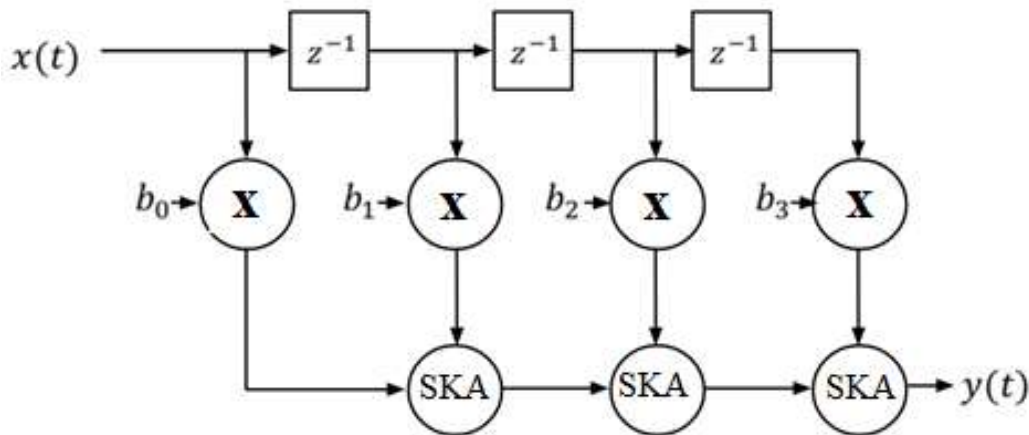 x(t) z⁻¹ z⁻¹ z⁻¹
b₀ X b₁ X b₂ X b₃ X
SKA SKA SKA y(t)